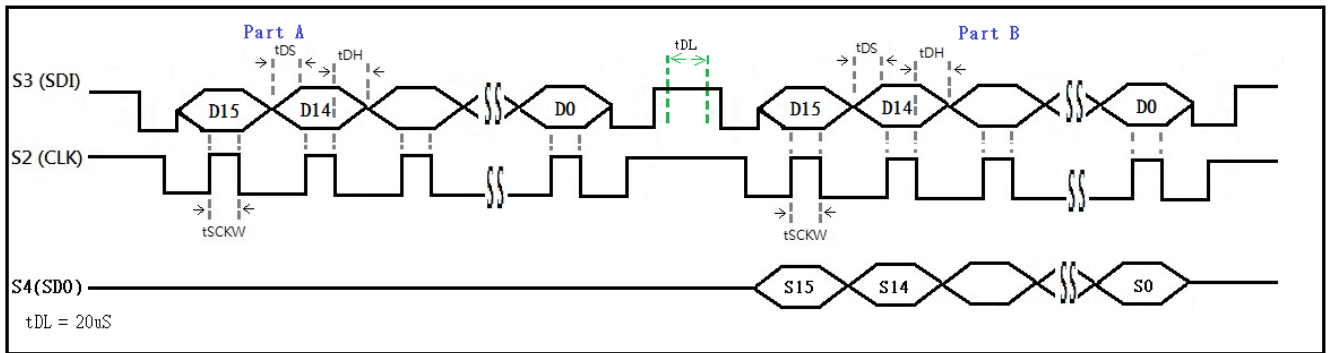 Part A
Part B
tDS
tDH
tDL
tDS
tDH
S3 (SDI)
D15
D14
D0
D15
D14
D0
S2 (CLK)
tSCKW
tSCKW
S4(SD0)
S15
S14
S0
tDL = 20uS